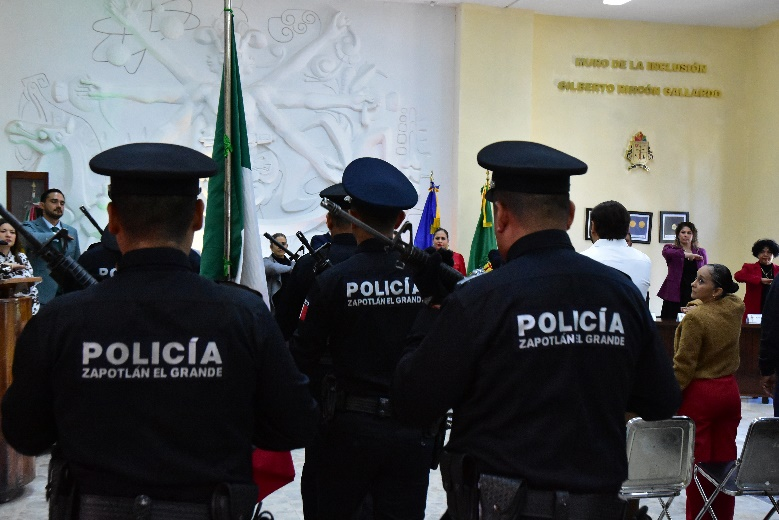 MURO DE LA INCLUSIÓN
GILBERTO RINCÓN GALLARDO
POLICÍA
ZAPOTLÁN EL GRANDE
POLICÍA
ZAPOTLÁN EL GRANDE
POLICÍA
ZAPOTLÁN EL GRANDE